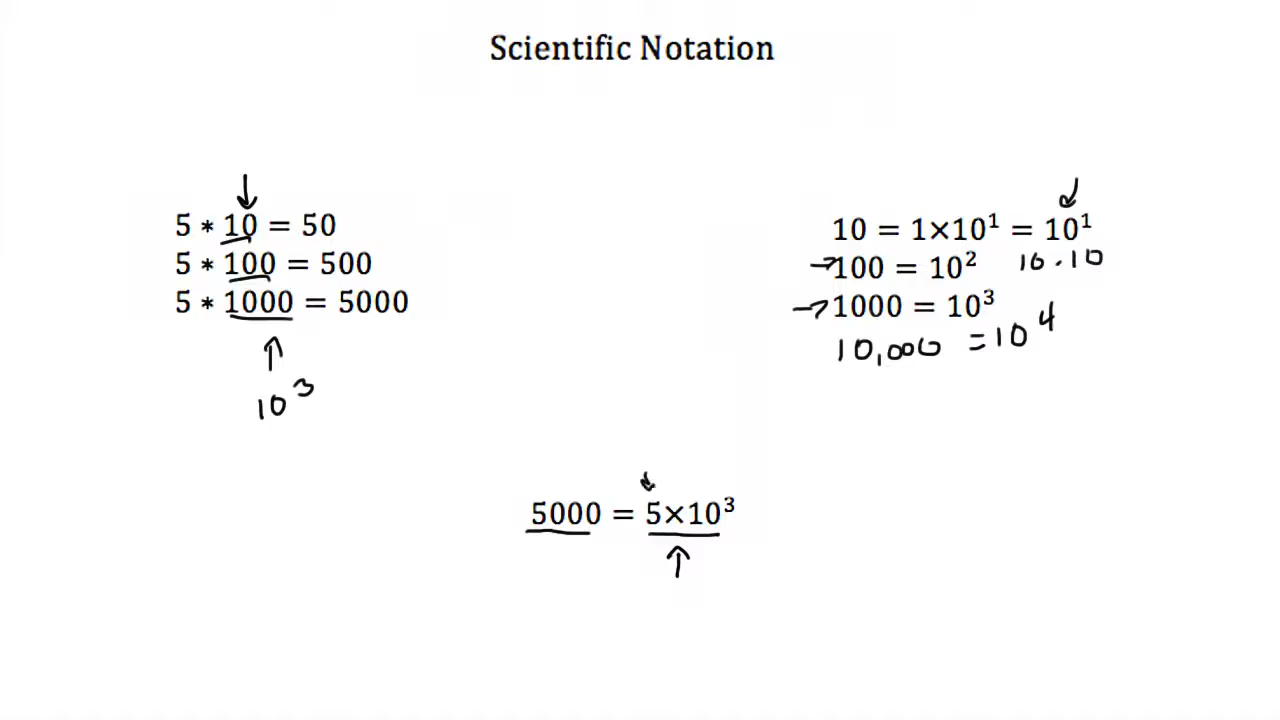 Scientific Notation
5 * 10 = 50
5 * 100 = 500
5 * 1000 = 5000
10³
10 = 1×10¹ = 10¹
100 = 10² 10.10
1000 = 10³
10,000 = 10⁴
5000 = 5×10³